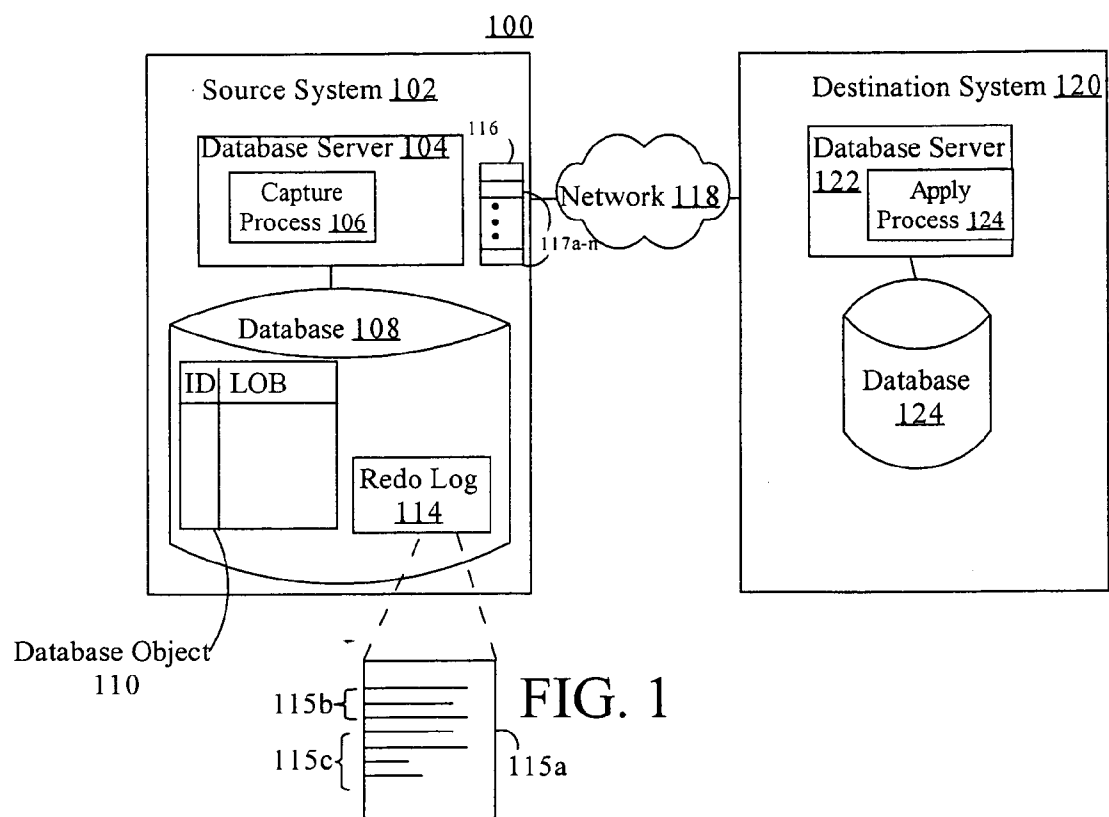 100
Source System 102
Destination System 120
116
Database Server 104
Capture
Process 106
Network 118
117a-n
Database Server
122
Apply
Process 124
Database 108
ID LOB
Redo Log
114
Database
124
Database Object
110
FIG. 1
115b
115c
115a